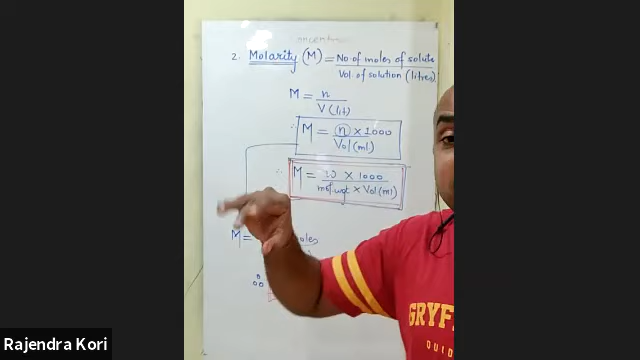 2. Molarity (M) = No of moles of solute
Vol. of solution (litres)
M = n
V (lit)
∴ M = n × 1000
Vol (ml)
∴ M = × 1000
mol. wgt × Vol (ml)
M =
GRYF
QUID
Rajendra Kori